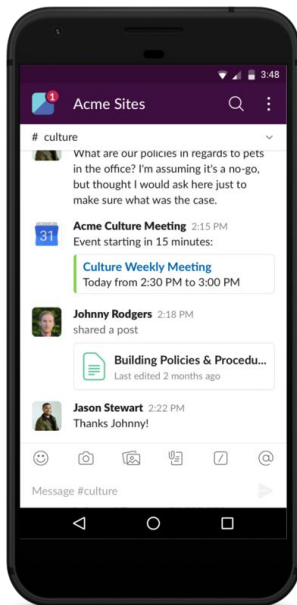 3:48
1
Acme Sites
# culture
What are our policies in regards to pets
in the office? I'm assuming it's a no-go,
but thought I would ask here just to
make sure what was the case.
31
Acme Culture Meeting 2:15 PM
Event starting in 15 minutes:
Culture Weekly Meeting
Today from 2:30 PM to 3:00 PM
Johnny Rodgers 2:18 PM
shared a post
Building Policies & Procedu...
Last edited 2 months ago
Jason Stewart 2:22 PM
Thanks Johnny!
Message #culture